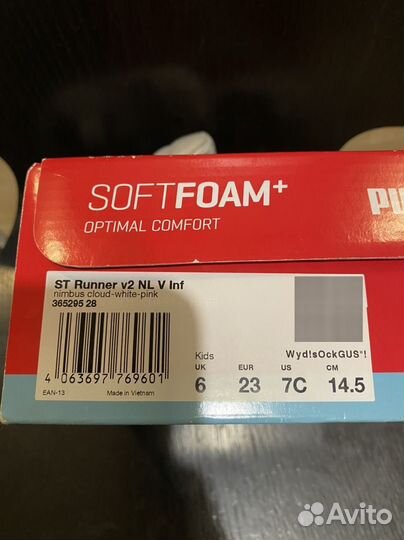 SOFTFOAM+
OPTIMAL COMFORT
ST Runner v2 NL V Inf
nimbus cloud-white-pink
365295 28
4 063697 769601
EAN-13
Made in Vietnam
Wyd!sOckGUS*!
Kids
UK EUR US CM
6 23 7C 14.5
Avito